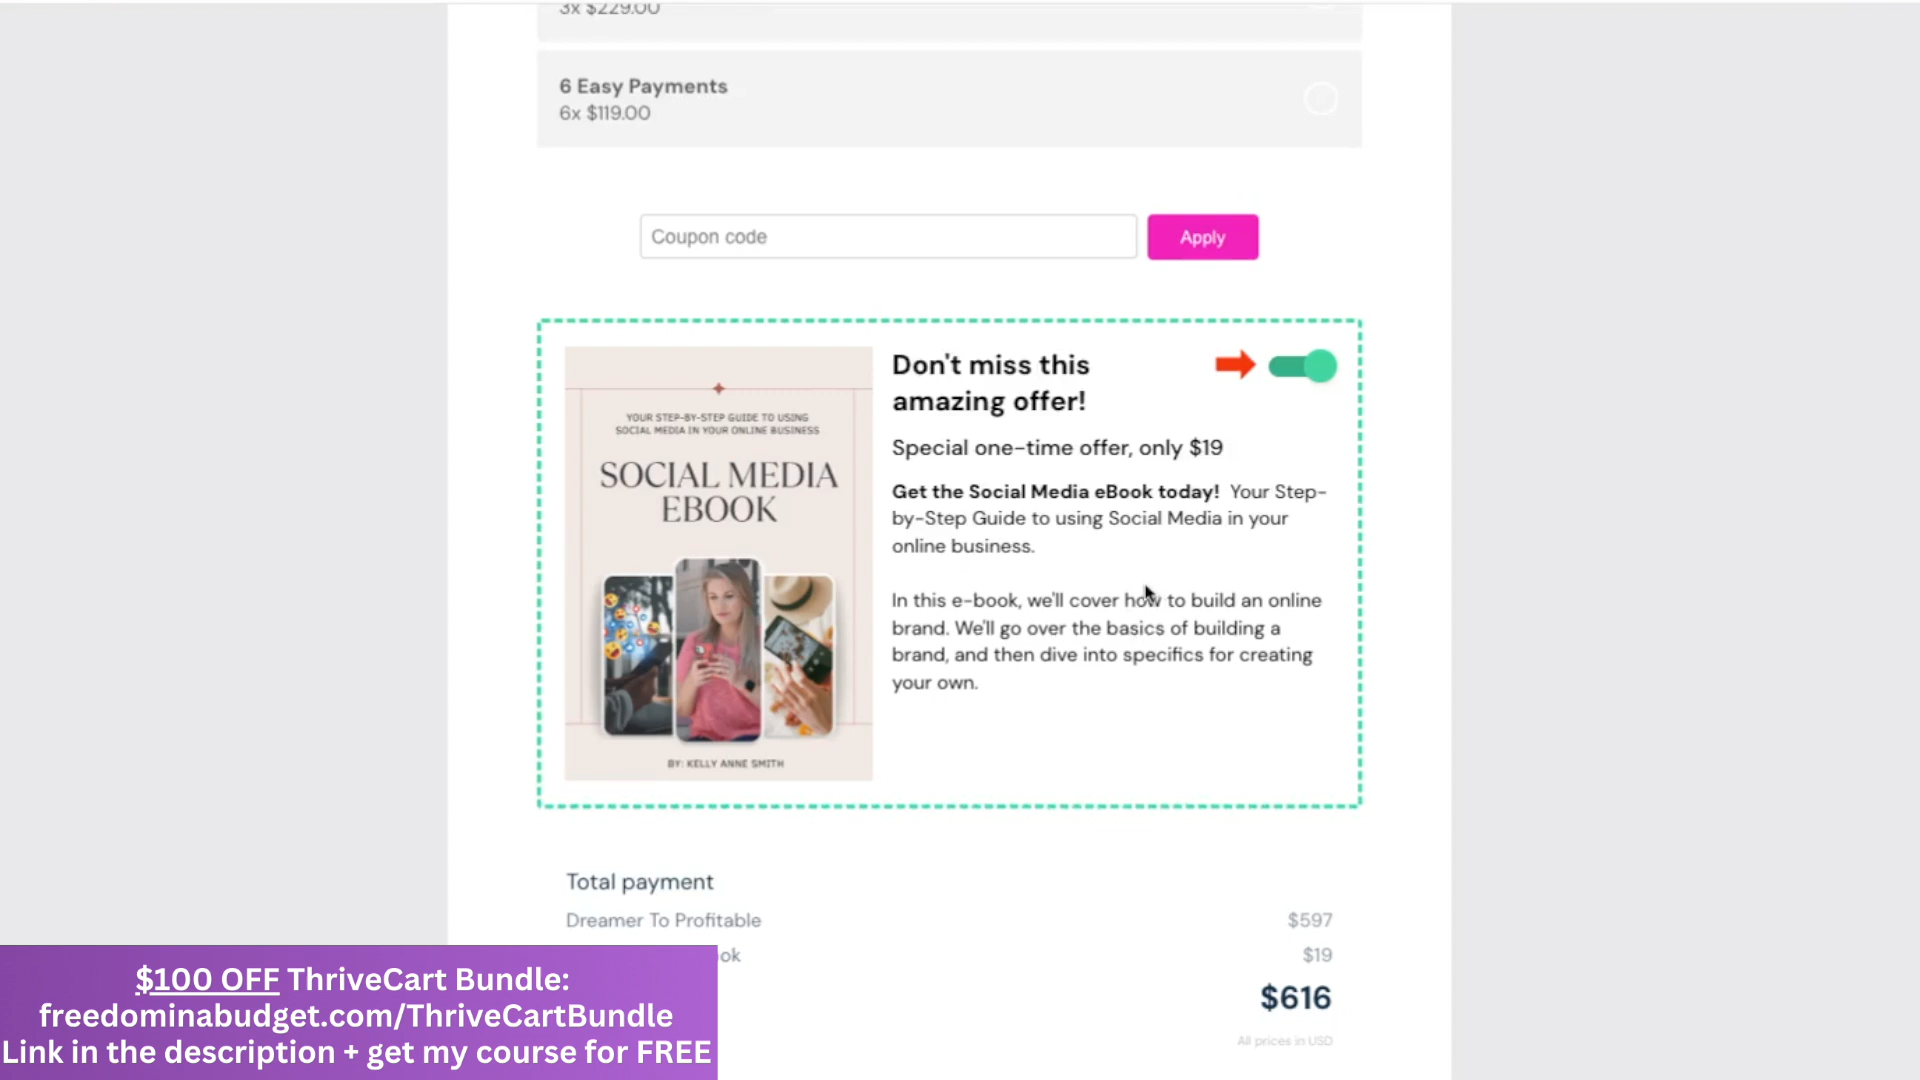 3x $229.00
6 Easy Payments
6x $119.00
Coupon code
Apply
YOUR STEP-BY-STEP GUIDE TO USING
SOCIAL MEDIA IN YOUR ONLINE BUSINESS
SOCIAL MEDIA
EBOOK
BY: KELLY ANNE SMITH
Don't miss this
amazing offer!
Special one-time offer, only $19
Get the Social Media eBook today! Your Step-
by-Step Guide to using Social Media in your
online business.
In this e-book, we'll cover how to build an online
brand. We'll go over the basics of building a
brand, and then dive into specifics for creating
your own.
Total payment
Dreamer To Profitable $597
ok $19
$616
All prices in USD
$100 OFF ThriveCart Bundle:
freedominabudget.com/ThriveCartBundle
Link in the description + get my course for FREE